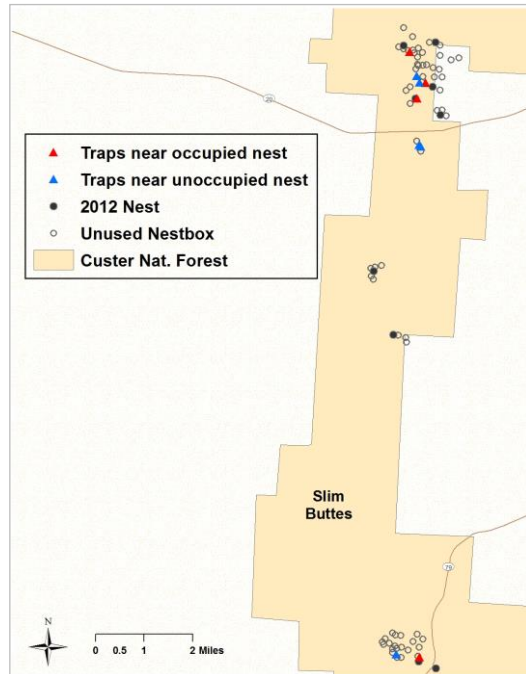 20
Traps near occupied nest
Traps near unoccupied nest
2012 Nest
Unused Nestbox
Custer Nat. Forest
Slim
Buttes
79
N
0 0.5 1 2 Miles